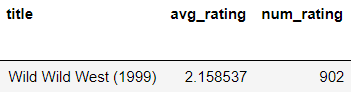 title avg_rating num_rating
Wild Wild West (1999) 2.158537 902